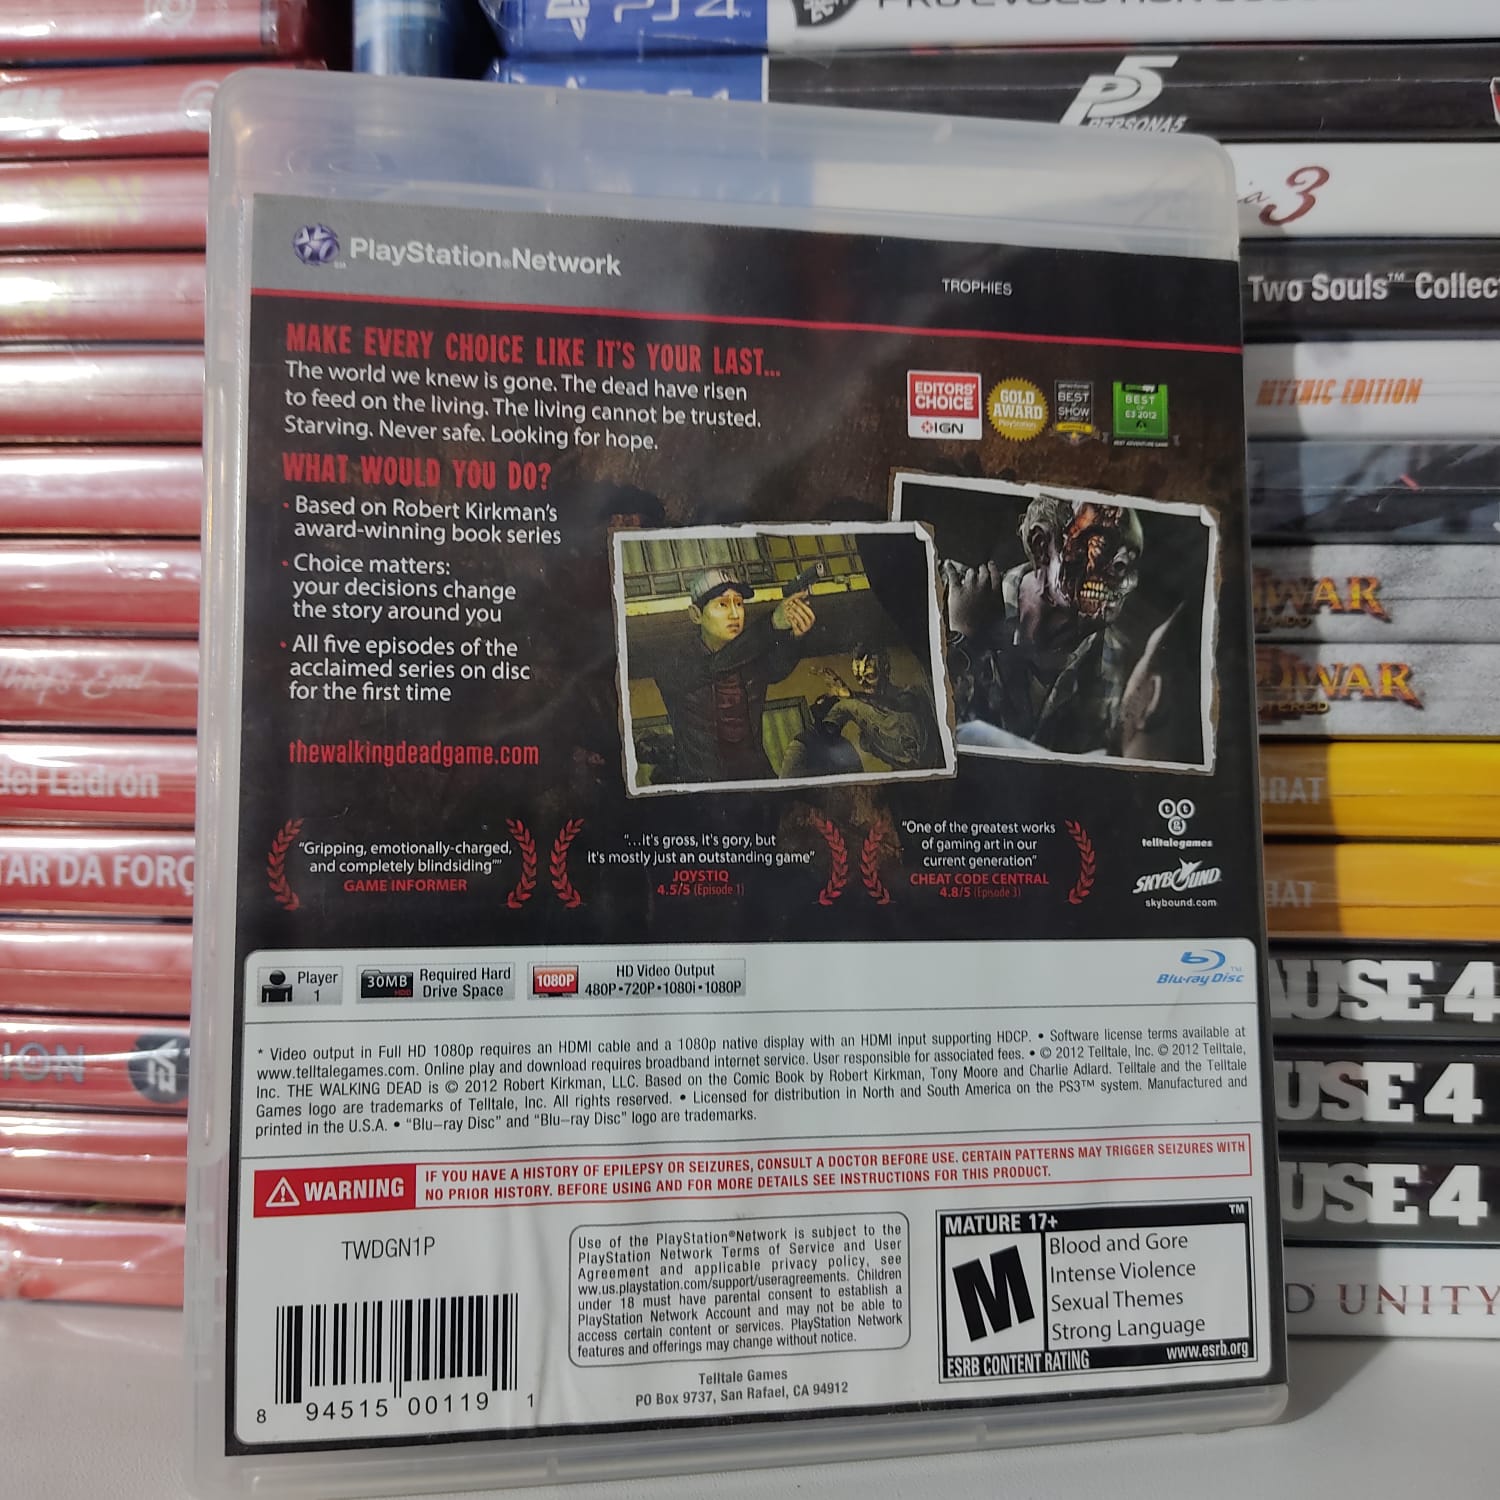 PS4
PERSONA5
3
Two Souls™ Collec
MYTHIC EDITION
WAR
WAR
BAT
BAT
AUSE 4
USE 4
USE 4
D UNITY
del Ladrón
TAR DA FORÇ
ION
PlayStation®Network
TROPHIES
MAKE EVERY CHOICE LIKE IT'S YOUR LAST...
The world we knew is gone. The dead have risen
to feed on the living. The living cannot be trusted.
Starving. Never safe. Looking for hope.
EDITORS'
CHOICE
IGN
GOLD
AWARD
PlayStation
BEST
OF
SHOW
BEST
OF
E3 2012
WHAT WOULD YOU DO?
· Based on Robert Kirkman's
award-winning book series
· Choice matters:
your decisions change
the story around you
· All five episodes of the
acclaimed series on disc
for the first time
thewalkingdeadgame.com
"Gripping, emotionally-charged,
and completely blindsiding""
GAME INFORMER
"...it's gross, it's gory, but
it's mostly just an outstanding game"
JOYSTIQ
4.5/5 (Episode 1)
"One of the greatest works
of gaming art in our
current generation"
CHEAT CODE CENTRAL
4.8/5 (Episode 3)
ttg
telltalegames
SKYBOUND
skybound.com
Player
1
30MB
HDD
Required Hard
Drive Space
1080P
HD Video Output
480P•720P•1080i•1080P
Blu-ray Disc™
* Video output in Full HD 1080p requires an HDMI cable and a 1080p native display with an HDMI input supporting HDCP. • Software license terms available at
www.telltalegames.com. Online play and download requires broadband internet service. User responsible for associated fees. • © 2012 Telltale, Inc. © 2012 Telltale,
Inc. THE WALKING DEAD is © 2012 Robert Kirkman, LLC. Based on the Comic Book by Robert Kirkman, Tony Moore and Charlie Adlard. Telltale and the Telltale
Games logo are trademarks of Telltale, Inc. All rights reserved. • Licensed for distribution in North and South America on the PS3™ system. Manufactured and
printed in the U.S.A. • "Blu–ray Disc" and "Blu–ray Disc" logo are trademarks.
WARNING
IF YOU HAVE A HISTORY OF EPILEPSY OR SEIZURES, CONSULT A DOCTOR BEFORE USE. CERTAIN PATTERNS MAY TRIGGER SEIZURES WITH
NO PRIOR HISTORY. BEFORE USING AND FOR MORE DETAILS SEE INSTRUCTIONS FOR THIS PRODUCT.
TWDGN1P
8 94515 00119 1
Use of the PlayStation®Network is subject to the
PlayStation Network Terms of Service and User
Agreement and applicable privacy policy, see
ww.us.playstation.com/support/useragreements. Children
under 18 must have parental consent to establish a
PlayStation Network Account and may not be able to
access certain content or services. PlayStation Network
features and offerings may change without notice.
Telltale Games
PO Box 9737, San Rafael, CA 94912
MATURE 17+
TM
M
Blood and Gore
Intense Violence
Sexual Themes
Strong Language
ESRB CONTENT RATING
www.esrb.org